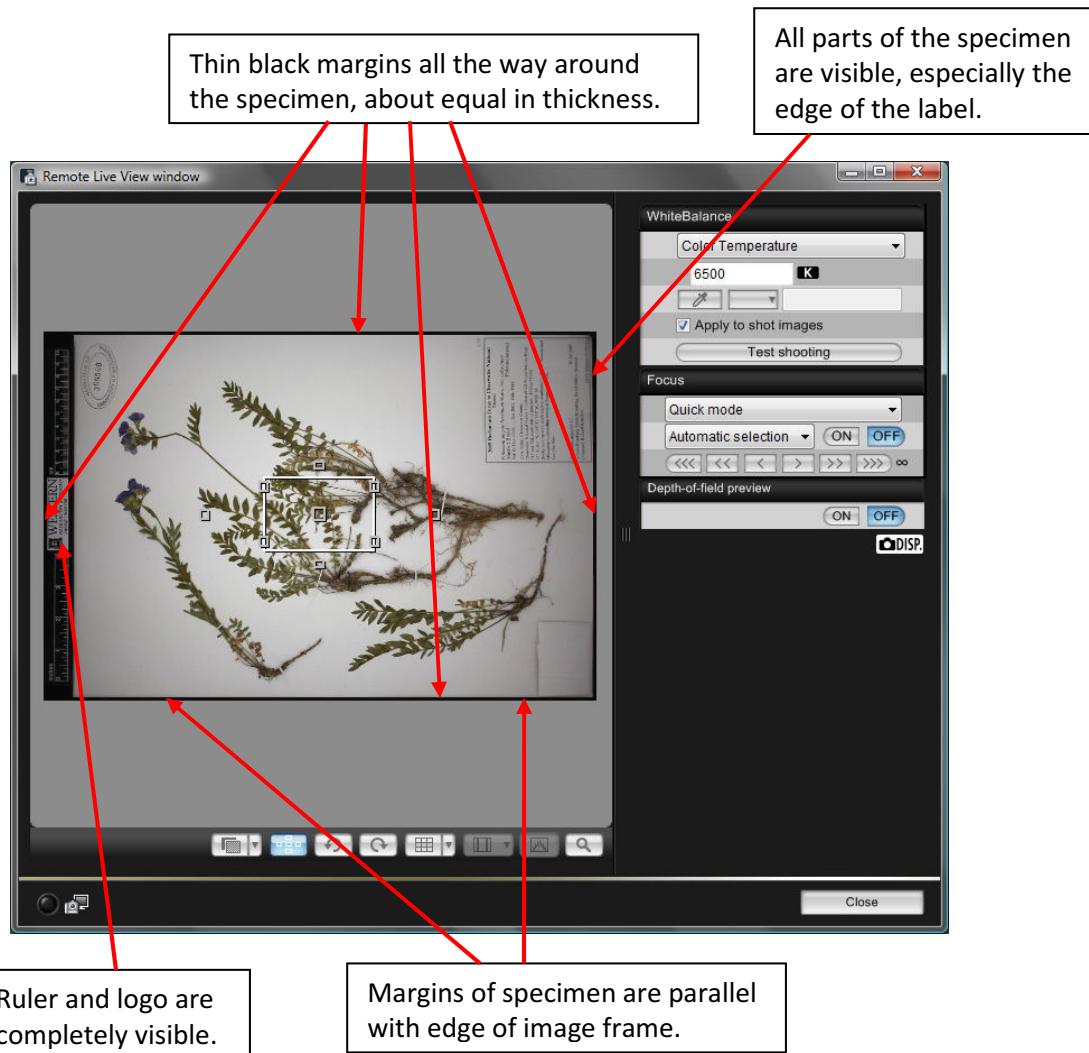 Thin black margins all the way around
the specimen, about equal in thickness.
All parts of the specimen
are visible, especially the
edge of the label.
Remote Live View window
WhiteBalance
Color Temperature
6500 K
Apply to shot images
Test shooting
Focus
Quick mode
Automatic selection ON OFF
<<< << < > >> >>> ∞
Depth-of-field preview
ON OFF
DISP.
WESTERN
Close
Ruler and logo are
completely visible.
Margins of specimen are parallel
with edge of image frame.